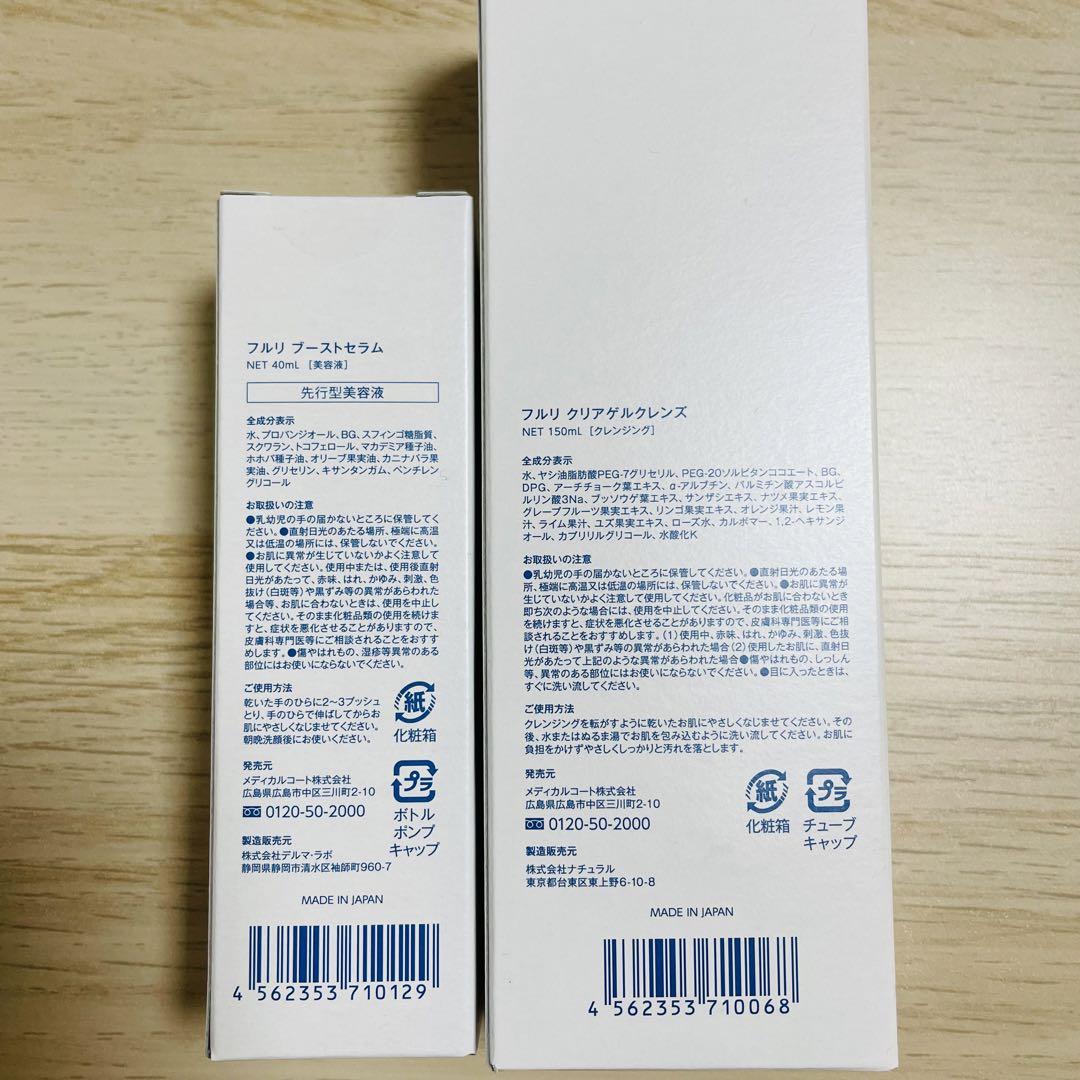 フルリ ブーストセラム
NET 40mL ［美容液］
先行型美容液
全成分表示
水、プロパンジオール、BG、スフィンゴ糖脂質、
スクワラン、トコフェロール、マカデミア種子油、
ホホバ種子油、オリーブ果実油、カニナバラ果
実油、グリセリン、キサンタンガム、ペンチレン
グリコール
お取扱いの注意
●乳幼児の手の届かないところに保管してく
ださい。●直射日光のあたる場所、極端に高温
又は低温の場所には、保管しないでください。
●お肌に異常が生じていないかよく注意して
使用してください。使用中または、使用後直射
日光があたって、赤味、はれ、かゆみ、刺激、色
抜け(白斑等)や黒ずみ等の異常があらわれた
場合等、お肌に合わないときは、使用を中止し
てください。そのまま化粧品類の使用を続けま
すと、症状を悪化させることがありますので、
皮膚科専門医等にご相談されることをおすす
めします。●傷やはれもの、湿疹等異常のある
部位にはお使いにならないでください。
ご使用方法
乾いた手のひらに2～3プッシュ
とり、手のひらで伸ばしてからお
肌にやさしくなじませてください。
朝晩洗顔後にお使いください。
紙
化粧箱
発売元
メディカルコート株式会社
広島県広島市中区三川町2-10
0120-50-2000
プラ
ボトル
ポンプ
キャップ
製造販売元
株式会社デルマ・ラボ
静岡県静岡市清水区袖師町960-7
MADE IN JAPAN
4 562353 710129
フルリ クリアゲルクレンズ
NET 150mL ［クレンジング］
全成分表示
水、ヤシ油脂肪酸PEG-7グリセリル、PEG-20ソルビタンココエート、BG、
DPG、アーチチョーク葉エキス、α-アルブチン、パルミチン酸アスコルビ
ルリン酸3Na、ブッソウゲ葉エキス、サンザシエキス、ナツメ果実エキス、
グレープフルーツ果実エキス、リンゴ果実エキス、オレンジ果汁、レモン果
汁、ライム果汁、ユズ果実エキス、ローズ水、カルボマー、1,2-ヘキサンジ
オール、カプリリルグリコール、水酸化K
お取扱いの注意
●乳幼児の手の届かないところに保管してください。●直射日光のあたる場
所、極端に高温又は低温の場所には、保管しないでください。●お肌に異常が
生じていないかよく注意して使用してください。化粧品がお肌に合わないとき
即ち次のような場合には、使用を中止してください。そのまま化粧品類の使用
を続けますと、症状を悪化させることがありますので、皮膚科専門医等にご相
談されることをおすすめします。(1)使用中、赤味、はれ、かゆみ、刺激、色抜
け(白斑等)や黒ずみ等の異常があらわれた場合(2)使用したお肌に、直射日
光があたって上記のような異常があらわれた場合●傷やはれもの、しっしん
等、異常のある部位にはお使いにならないでください。●目に入ったときは、
すぐに洗い流してください。
ご使用方法
クレンジングを転がすように乾いたお肌にやさしくなじませてください。その
後、水またはぬるま湯でお肌を包み込むように洗い流してください。お肌に
負担をかけずやさしくしっかりと汚れを落とします。
発売元
メディカルコート株式会社
広島県広島市中区三川町2-10
0120-50-2000
紙
化粧箱
プラ
チューブ
キャップ
製造販売元
株式会社ナチュラル
東京都台東区東上野6-10-8
MADE IN JAPAN
4 562353 710068